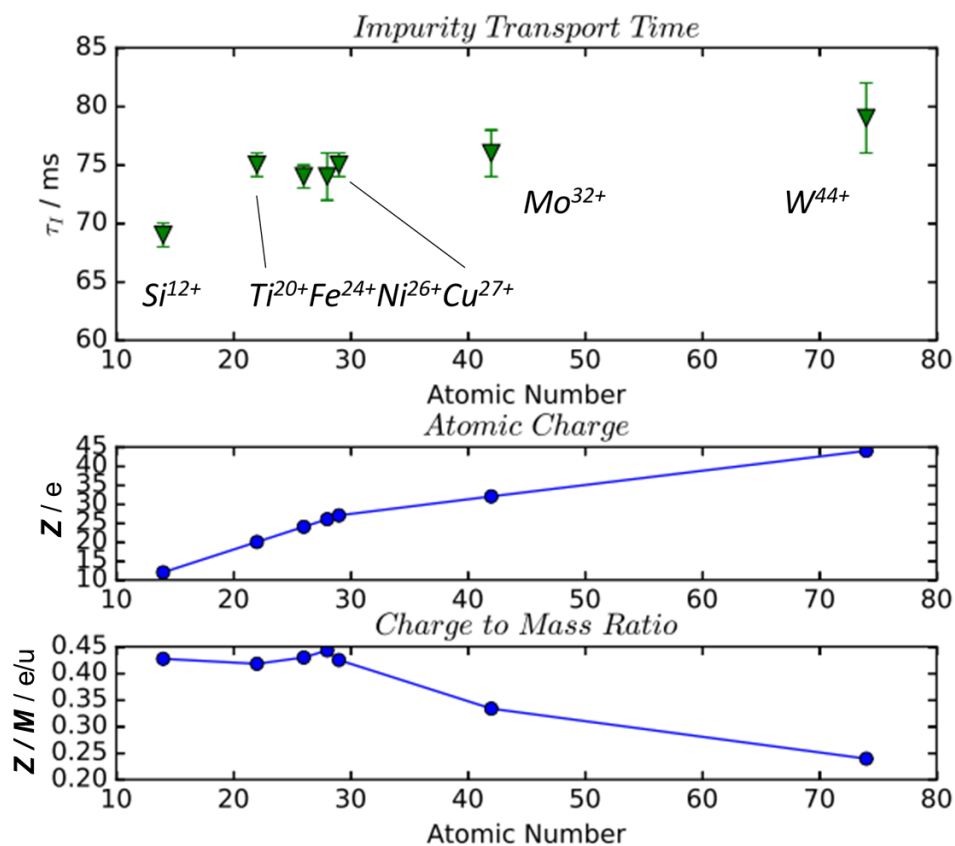 Impurity Transport Time
85
80
75
70
65
60
τ_I / ms
Si¹²⁺
Ti²⁰⁺Fe²⁴⁺Ni²⁶⁺Cu²⁷⁺
Mo³²⁺
W⁴⁴⁺
10 20 30 40 50 60 70 80
Atomic Number
Atomic Charge
45
40
35
30
25
20
15
10
Z / e
10 20 30 40 50 60 70 80
Charge to Mass Ratio
0.45
0.40
0.35
0.30
0.25
0.20
Z / M / e/u
10 20 30 40 50 60 70 80
Atomic Number